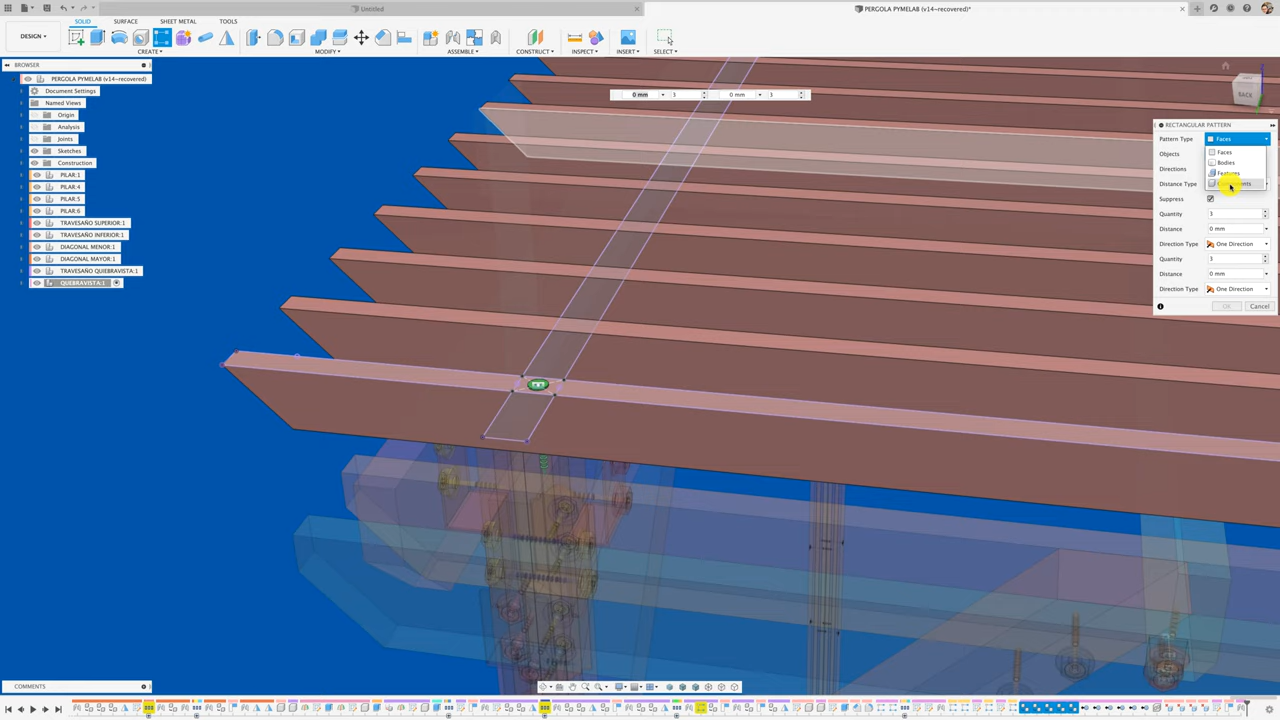 Untitled
PERGOLA PYMELAB (v14~recovered)*
DESIGN
SOLID SURFACE SHEET METAL TOOLS
CREATE MODIFY ASSEMBLE CONSTRUCT INSPECT INSERT SELECT
BROWSER
PERGOLA PYMELAB (v14~recovered)
Document Settings
Named Views
Origin
Analysis
Joints
Sketches
Construction
PILAR:1
PILAR:4
PILAR:5
PILAR:6
TRAVESAÑO SUPERIOR:1
TRAVESAÑO INFERIOR:1
DIAGONAL MENOR:1
DIAGONAL MAYOR:1
TRAVESAÑO QUIEBRAVISTA:1
QUEBRAVISTA:1
0 mm 3 0 mm 3
BACK
RECTANGULAR PATTERN
Pattern Type Faces
Faces
Bodies
Features
Objects
Directions
Distance Type
Suppress
Quantity 3
Distance 0 mm
Direction Type One Direction
Quantity 3
Distance 0 mm
Direction Type One Direction
OK Cancel
COMMENTS